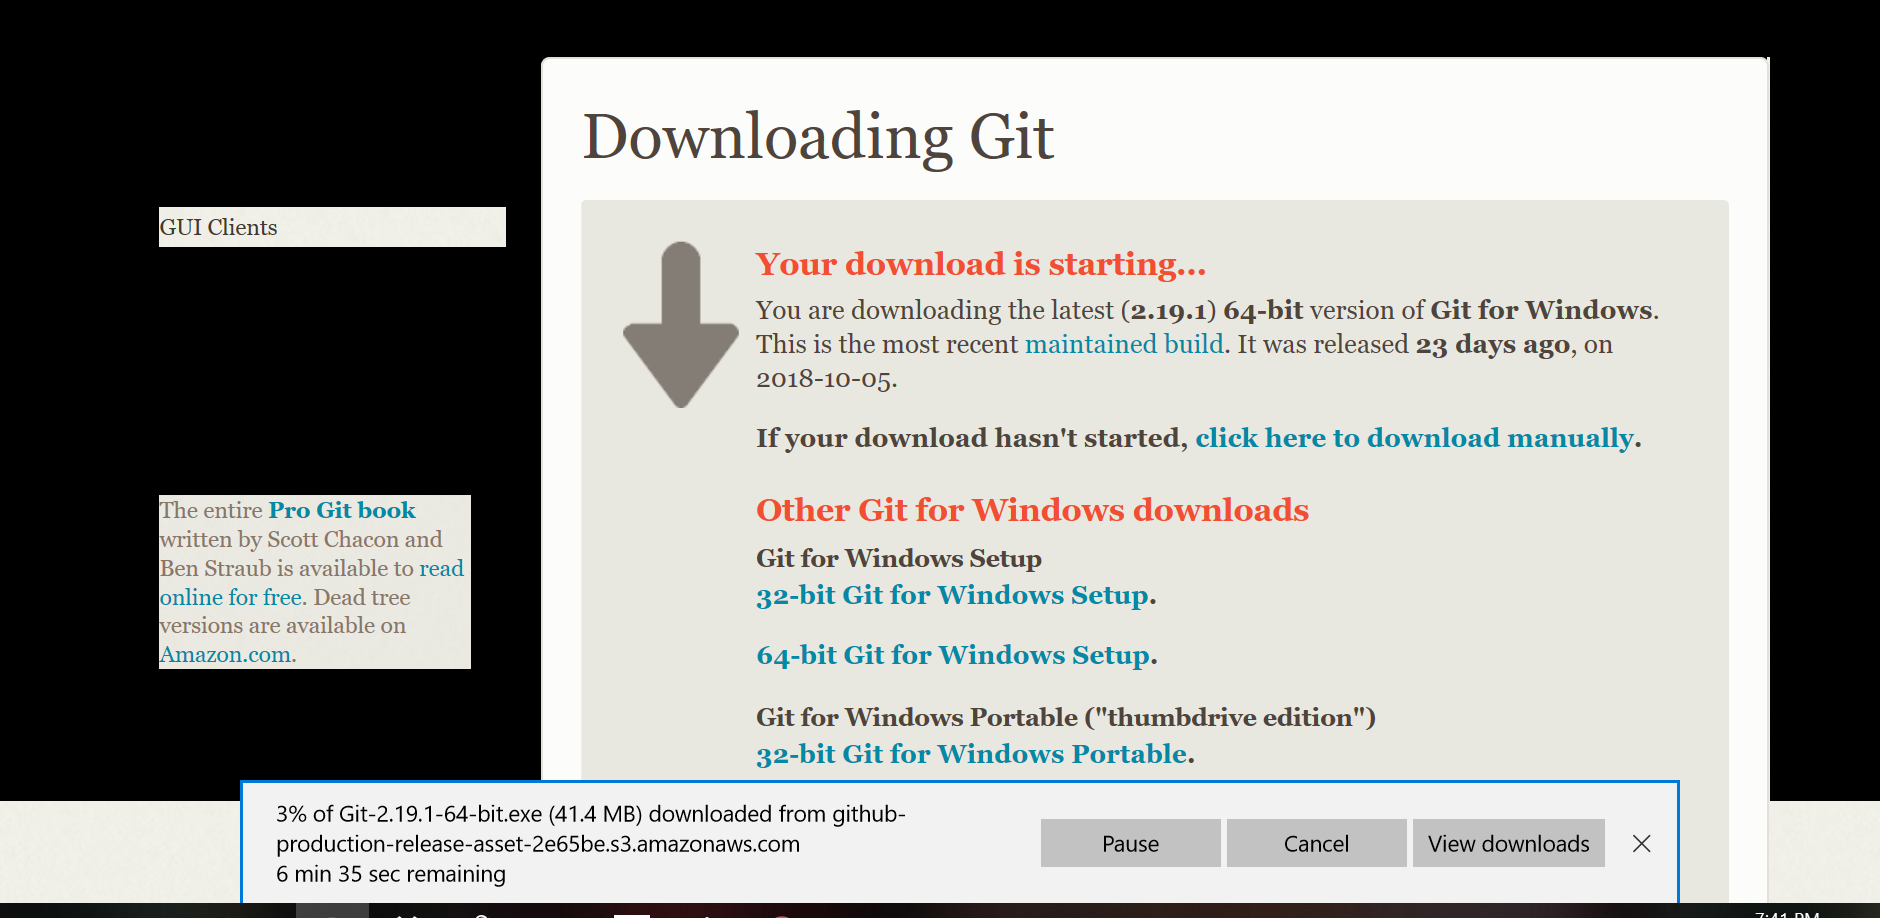 Downloading Git
GUI Clients
Your download is starting...
You are downloading the latest (2.19.1) 64-bit version of Git for Windows.
This is the most recent maintained build. It was released 23 days ago, on
2018-10-05.
If your download hasn't started, click here to download manually.
The entire Pro Git book
written by Scott Chacon and
Ben Straub is available to read
online for free. Dead tree
versions are available on
Amazon.com.
Other Git for Windows downloads
Git for Windows Setup
32-bit Git for Windows Setup.
64-bit Git for Windows Setup.
Git for Windows Portable ("thumbdrive edition")
32-bit Git for Windows Portable.
3% of Git-2.19.1-64-bit.exe (41.4 MB) downloaded from github-
production-release-asset-2e65be.s3.amazonaws.com
6 min 35 sec remaining
Pause
Cancel
View downloads
7:41 PM